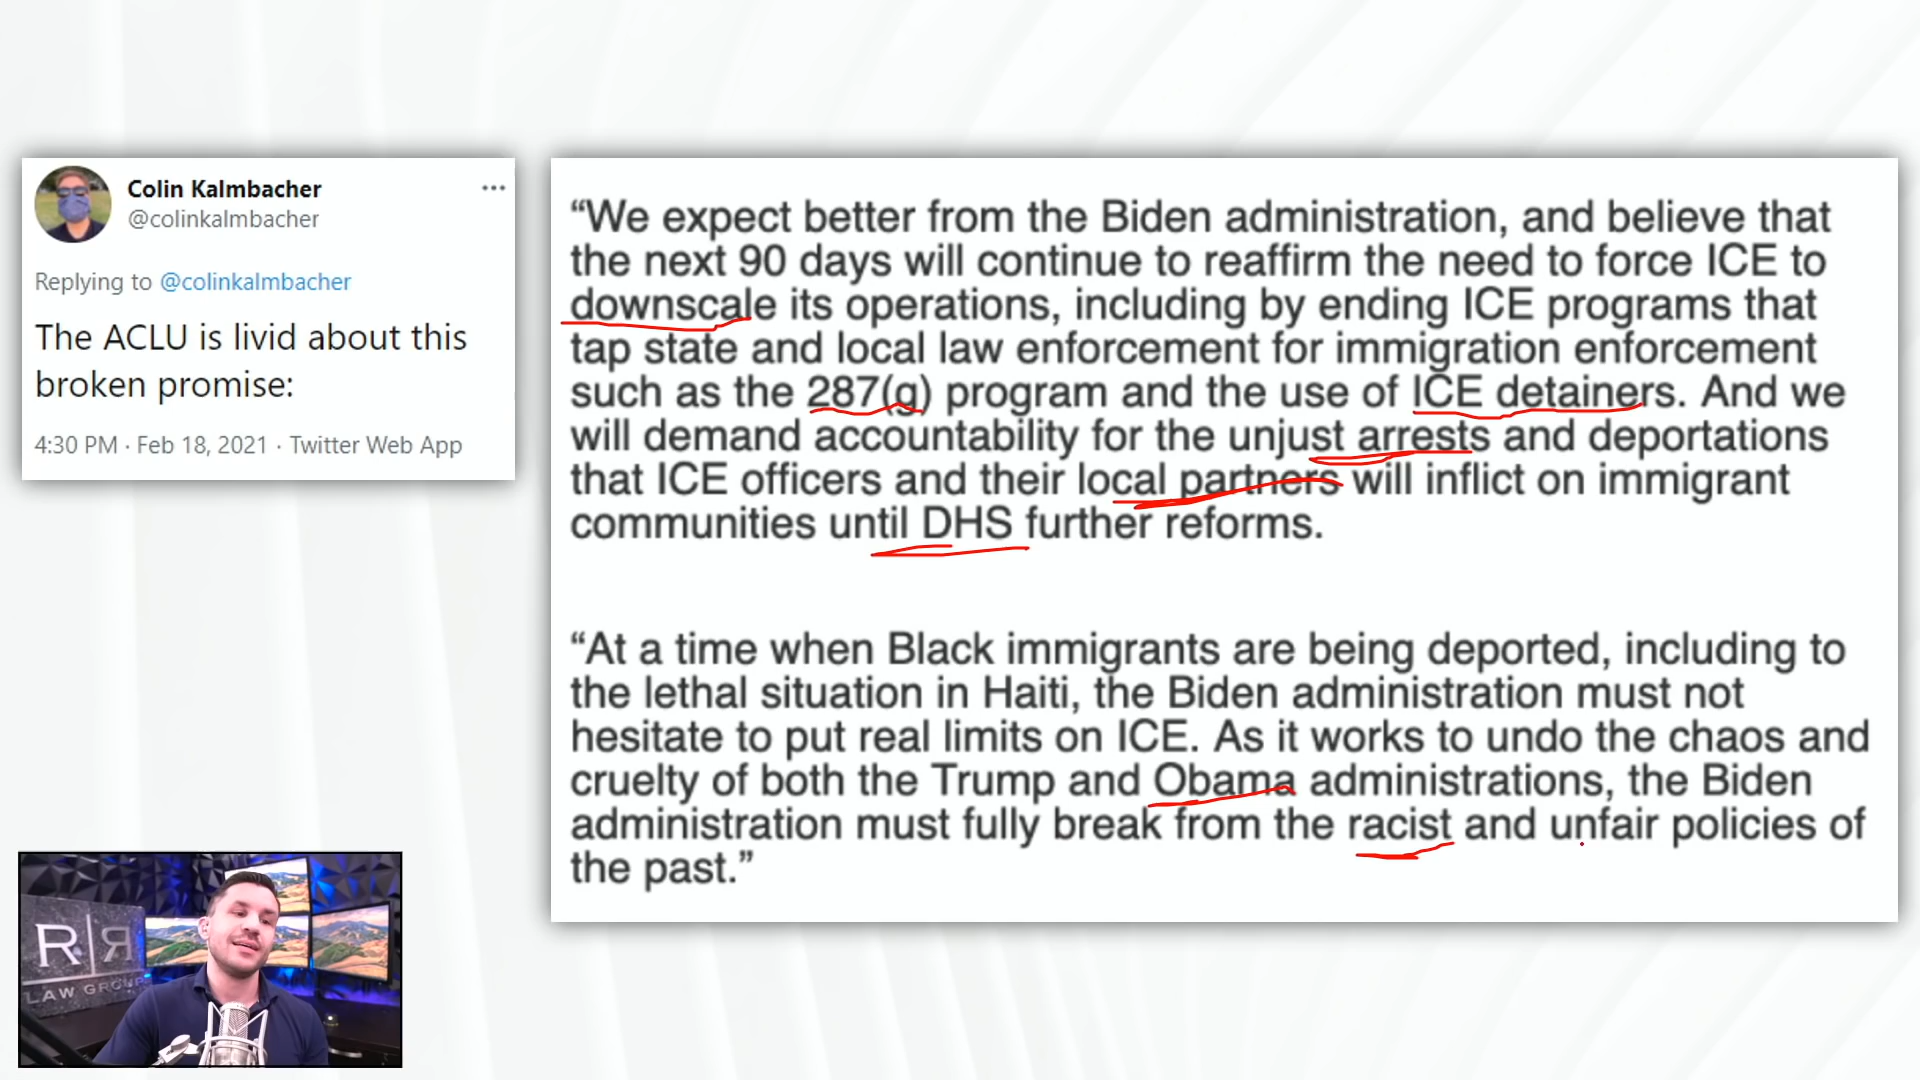 Colin Kalmbacher
@colinkalmbacher
Replying to @colinkalmbacher
The ACLU is livid about this
broken promise:
4:30 PM · Feb 18, 2021 · Twitter Web App
“We expect better from the Biden administration, and believe that
the next 90 days will continue to reaffirm the need to force ICE to
downscale its operations, including by ending ICE programs that
tap state and local law enforcement for immigration enforcement
such as the 287(g) program and the use of ICE detainers. And we
will demand accountability for the unjust arrests and deportations
that ICE officers and their local partners will inflict on immigrant
communities until DHS further reforms.
“At a time when Black immigrants are being deported, including to
the lethal situation in Haiti, the Biden administration must not
hesitate to put real limits on ICE. As it works to undo the chaos and
cruelty of both the Trump and Obama administrations, the Biden
administration must fully break from the racist and unfair policies of
the past.”
R|R
LAW GROUP